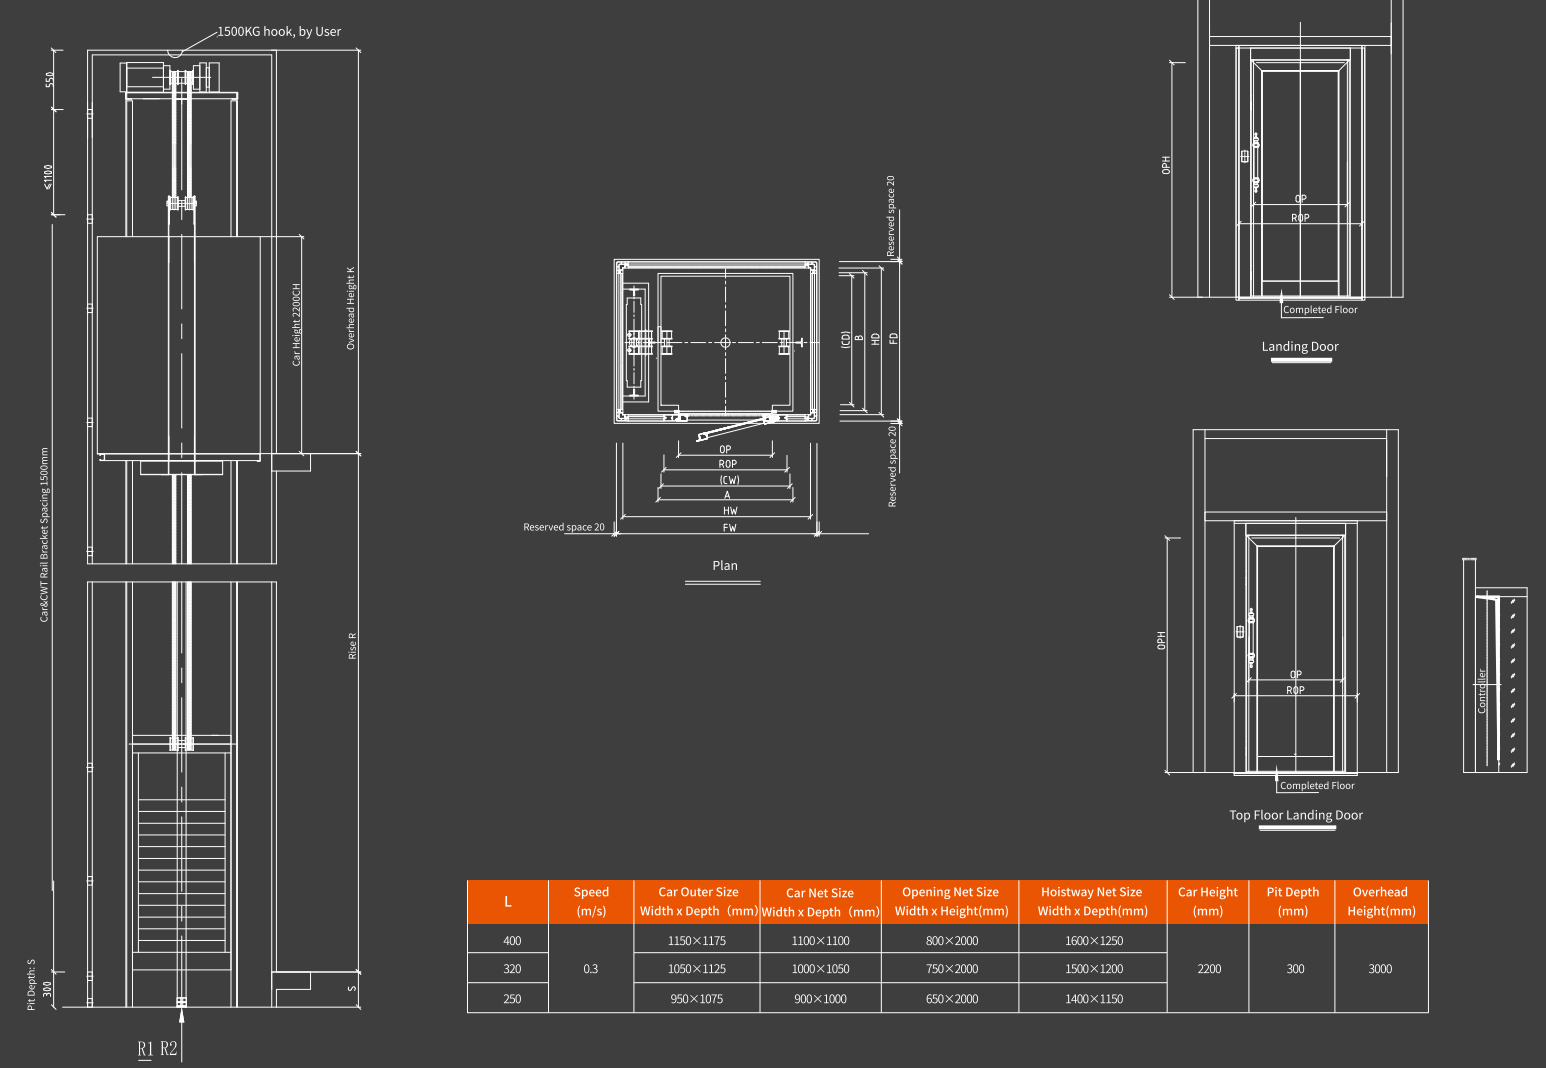 1500KG hook, by User
550
≤1100
Car Height 2200CH
Overhead Height K
Car&CWT Rail Bracket Spacing 1500mm
Rise R
Pit Depth: S
300
S
R1 R2
Reserved space 20
(CD)
B
HD
FD
Reserved space 20
OP
ROP
(CW)
A
HW
Reserved space 20
FW
Plan
OPH
OP
ROP
Completed Floor
Landing Door
OPH
OP
ROP
Completed Floor
Top Floor Landing Door
Controller
L Speed (m/s) Car Outer Size Width x Depth（mm) Car Net Size Width x Depth（mm) Opening Net Size Width x Height(mm) Hoistway Net Size Width x Depth(mm) Car Height (mm) Pit Depth (mm) Overhead Height(mm)
400 1150×1175 1100×1100 800×2000 1600×1250
320 0.3 1050×1125 1000×1050 750×2000 1500×1200 2200 300 3000
250 950×1075 900×1000 650×2000 1400×1150